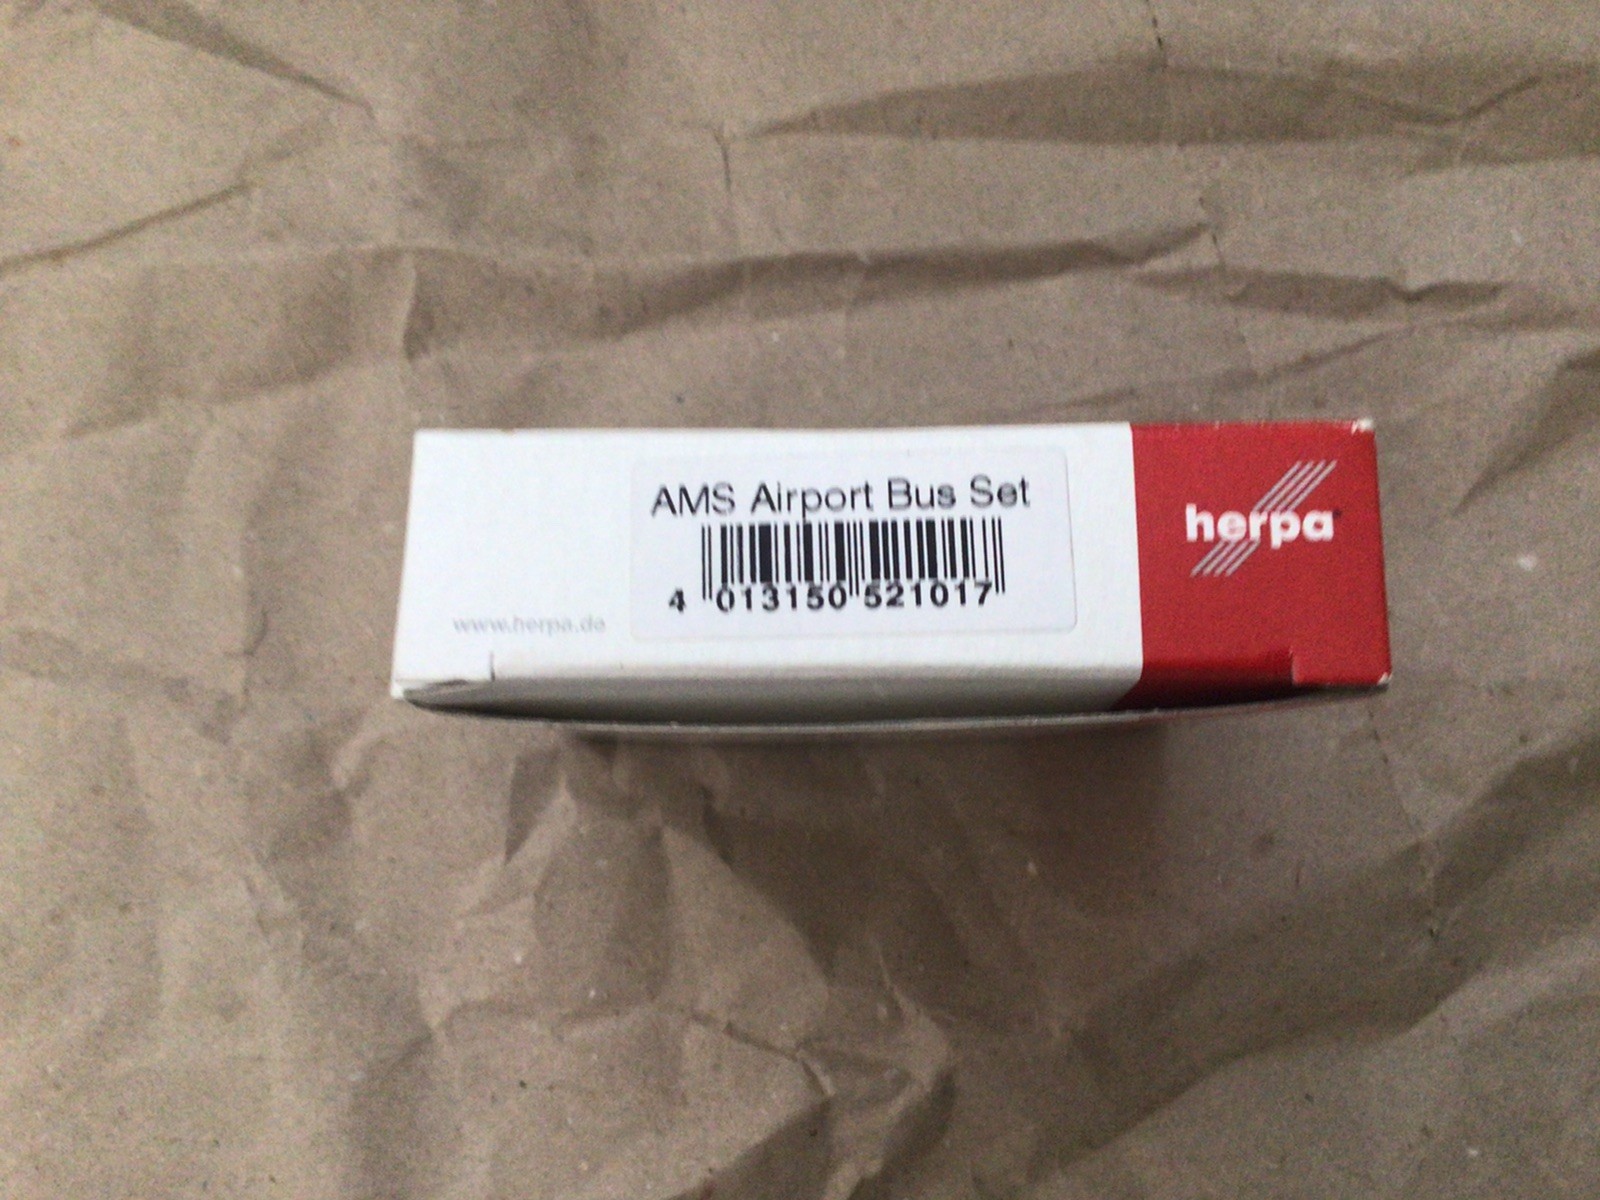 AMS Airport Bus Set
4 013150 521017
www.herpa.de
herpa